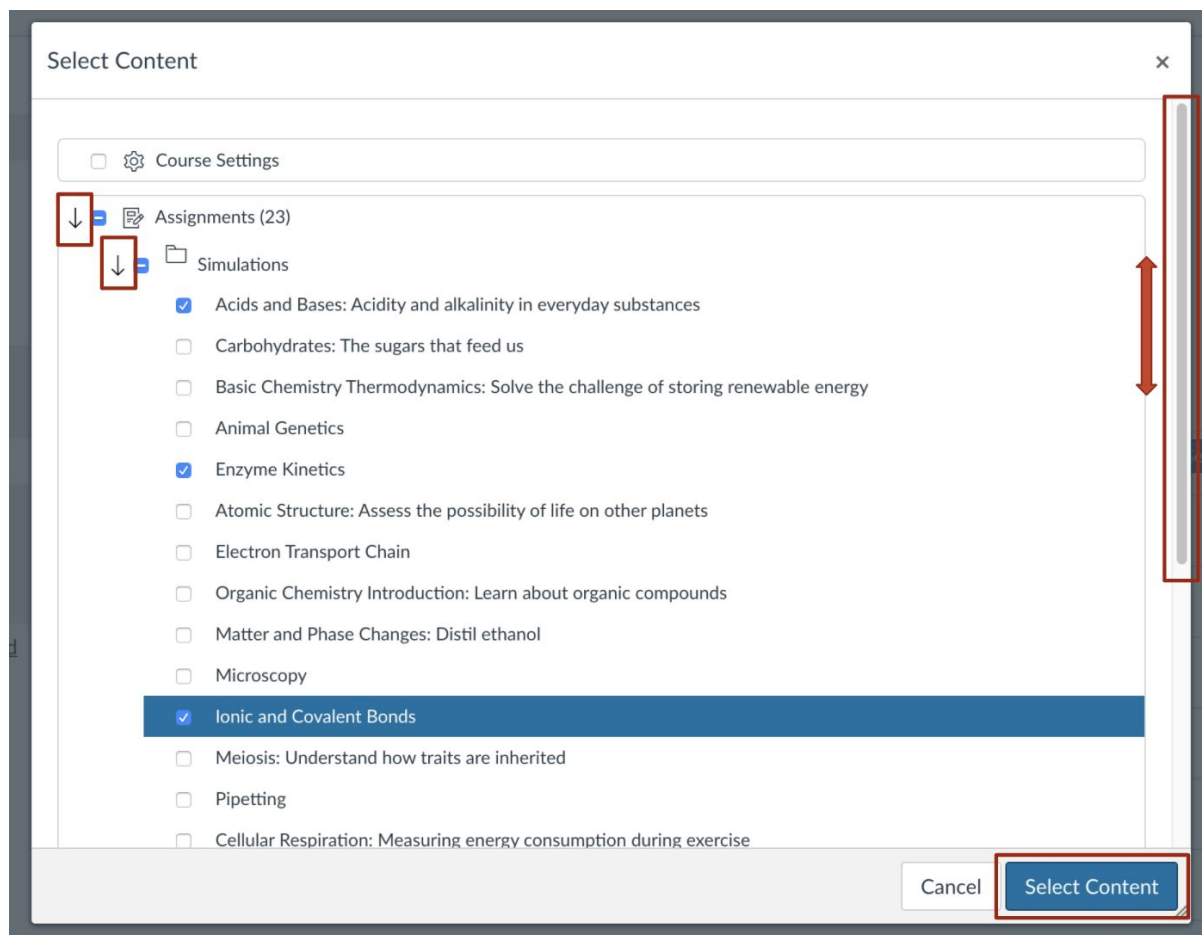 Select Content
×
Course Settings
Assignments (23)
Simulations
Acids and Bases: Acidity and alkalinity in everyday substances
Carbohydrates: The sugars that feed us
Basic Chemistry Thermodynamics: Solve the challenge of storing renewable energy
Animal Genetics
Enzyme Kinetics
Atomic Structure: Assess the possibility of life on other planets
Electron Transport Chain
Organic Chemistry Introduction: Learn about organic compounds
Matter and Phase Changes: Distil ethanol
Microscopy
Ionic and Covalent Bonds
Meiosis: Understand how traits are inherited
Pipetting
Cellular Respiration: Measuring energy consumption during exercise
Cancel Select Content